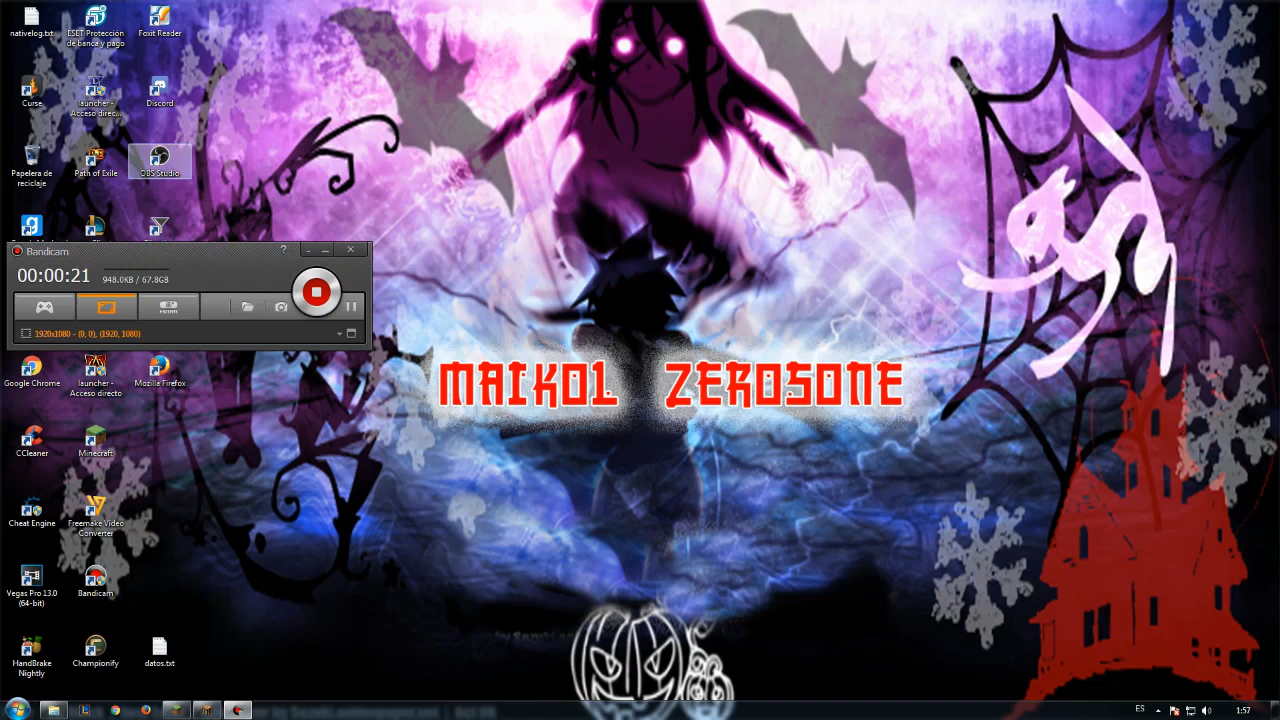 nativelog.txt
ESET Protección
de banca y pago
Foxit Reader
Curse
launcher -
Acceso direc...
Discord
Papelera de
reciclaje
Path of Exile
OBS Studio
Bandicam
?
00:00:21
948.0KB / 67.8GB
HDMI
1920x1080 - (0, 0), (1920, 1080)
Google Chrome
launcher -
Acceso directo
Mozilla Firefox
MAIKOL ZEROSONE
CCleaner
Minecraft
Cheat Engine
Freemake Video
Converter
Vegas Pro 13.0
(64-bit)
Bandicam
HandBrake
Nightly
Championify
datos.txt
ES
1:57